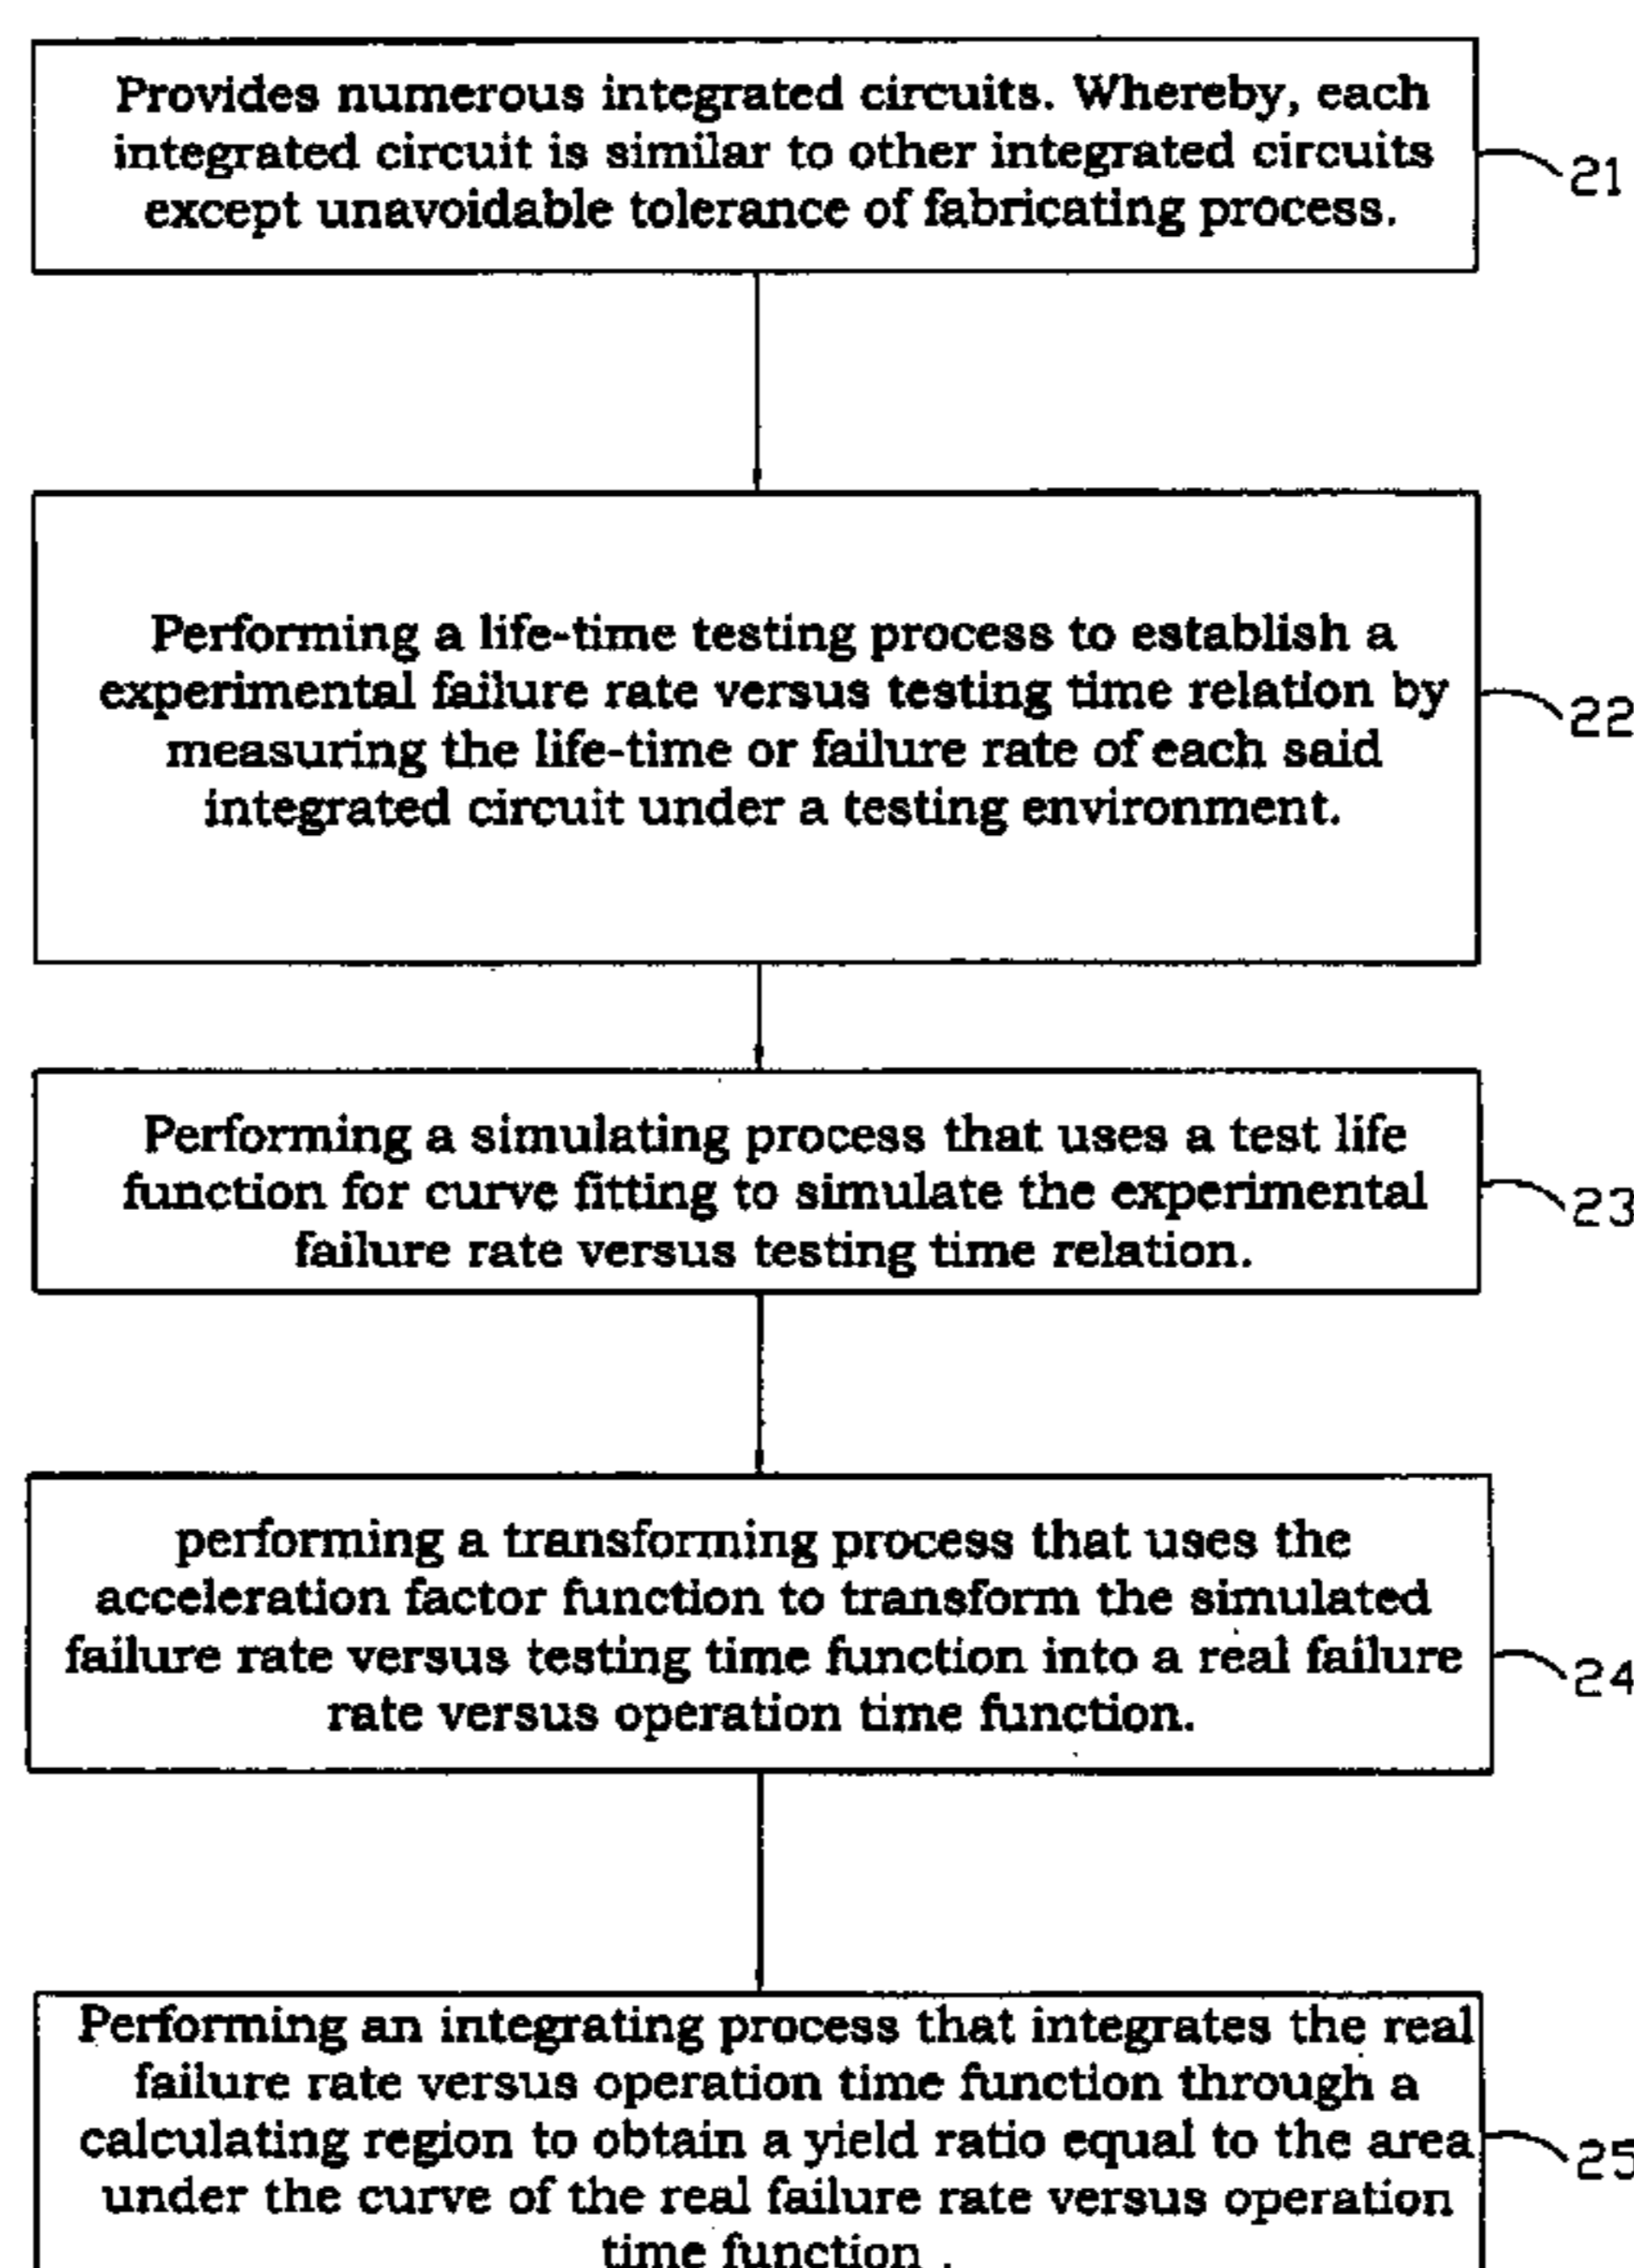 Provides numerous integrated circuits. Whereby, each
integrated circuit is similar to other integrated circuits
except unavoidable tolerance of fabricating process.
21
Performing a life-time testing process to establish a
experimental failure rate versus testing time relation by
measuring the life-time or failure rate of each said
integrated circuit under a testing environment.
22
Performing a simulating process that uses a test life
function for curve fitting to simulate the experimental
failure rate versus testing time relation.
23
performing a transforming process that uses the
acceleration factor function to transform the simulated
failure rate versus testing time function into a real failure
rate versus operation time function.
24
Performing an integrating process that integrates the real
failure rate versus operation time function through a
calculating region to obtain a yield ratio equal to the area
under the curve of the real failure rate versus operation
time function .
25